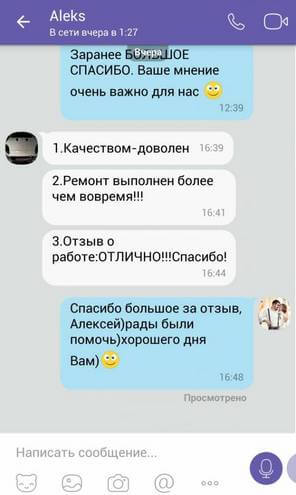 Aleks
В сети вчера в 1:27
Заранее БОЛЬШОЕ
Вчера
СПАСИБО. Ваше мнение
очень важно для нас
12:39
1.Качеством-доволен 16:39
2.Ремонт выполнен более
чем вовремя!!!
16:41
3.Отзыв о
работе:ОТЛИЧНО!!!Спасибо!
16:44
Спасибо большое за отзыв,
Алексей)рады были
помочь)хорошего дня
Вам)
16:48
Просмотрено
Написать сообщение...